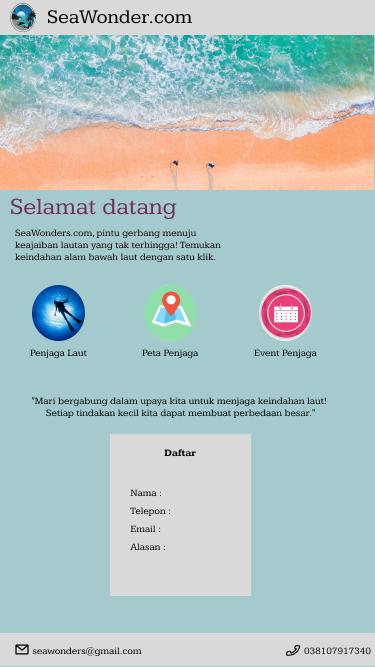 SeaWonder.com
Selamat datang
SeaWonders.com, pintu gerbang menuju
keajaiban lautan yang tak terhingga! Temukan
keindahan alam bawah laut dengan satu klik.
Penjaga Laut
Peta Penjaga
Event Penjaga
"Mari bergabung dalam upaya kita untuk menjaga keindahan laut!
Setiap tindakan kecil kita dapat membuat perbedaan besar."
Daftar
Nama :
Telepon :
Email :
Alasan :
seawonders@gmail.com
038107917340